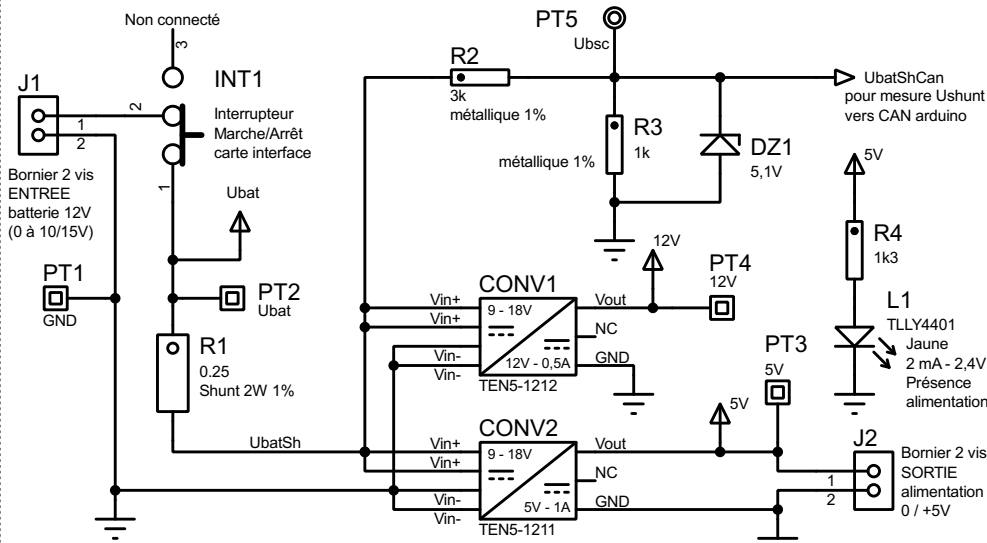 Non connecté
3
INT1
Interrupteur
Marche/Arrêt
carte interface
2
1
J1
1
2
Bornier 2 vis
ENTREE
batterie 12V
(0 à 10/15V)
Ubat
PT1
GND
PT2
Ubat
R1
0.25
Shunt 2W 1%
UbatSh
PT5
Ubsc
R2
3k
métallique 1%
R3
1k
métallique 1%
DZ1
5,1V
UbatShCan
pour mesure Ushunt
vers CAN arduino
5V
R4
1k3
L1
TLLY4401
Jaune
2 mA - 2,4V
Présence
alimentation
12V
PT4
12V
CONV1
Vin+
Vin+
Vin-
Vin-
9 - 18V
12V - 0,5A
Vout
NC
GND
TEN5-1212
PT3
5V
5V
CONV2
Vin+
Vin+
Vin-
Vin-
9 - 18V
5V - 1A
Vout
NC
GND
TEN5-1211
J2
1
2
Bornier 2 vis
SORTIE
alimentation
0 / +5V